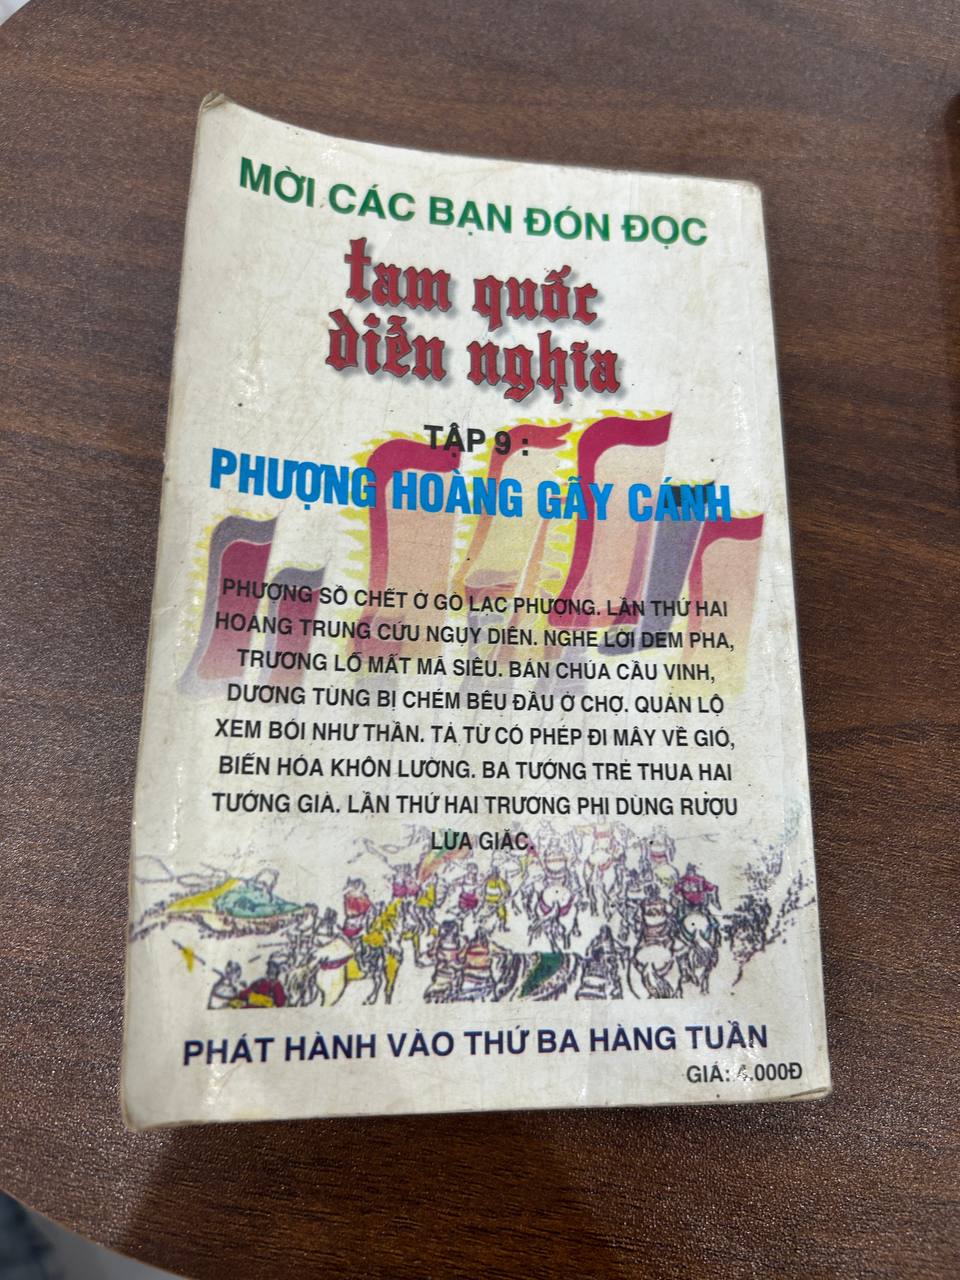 MỜI CÁC BẠN ĐÓN ĐỌC
tam quốc
diễn nghĩa
TẬP 9 :
PHƯỢNG HOÀNG GÃY CÁNH
PHƯỢNG SỒ CHẾT Ở GÒ LẠC PHƯỢNG. LẦN THỨ HAI
HOÀNG TRUNG CỨU NGỤY DIÊN. NGHE LỜI DÈM PHA,
TRƯƠNG LỖ MẤT MÃ SIÊU. BÁN CHÚA CẦU VINH,
DƯƠNG TÙNG BỊ CHÉM BÊU ĐẦU Ở CHỢ. QUẢN LỘ
XEM BÓI NHƯ THẦN. TẢ TỪ CÓ PHÉP ĐI MÂY VỀ GIÓ,
BIẾN HÓA KHÔN LƯỜNG. BA TƯỚNG TRẺ THUA HAI
TƯỚNG GIÀ. LẦN THỨ HAI TRƯƠNG PHI DÙNG RƯỢU
LỪA GIẶC.
PHÁT HÀNH VÀO THỨ BA HÀNG TUẦN
GIÁ: 4.000Đ